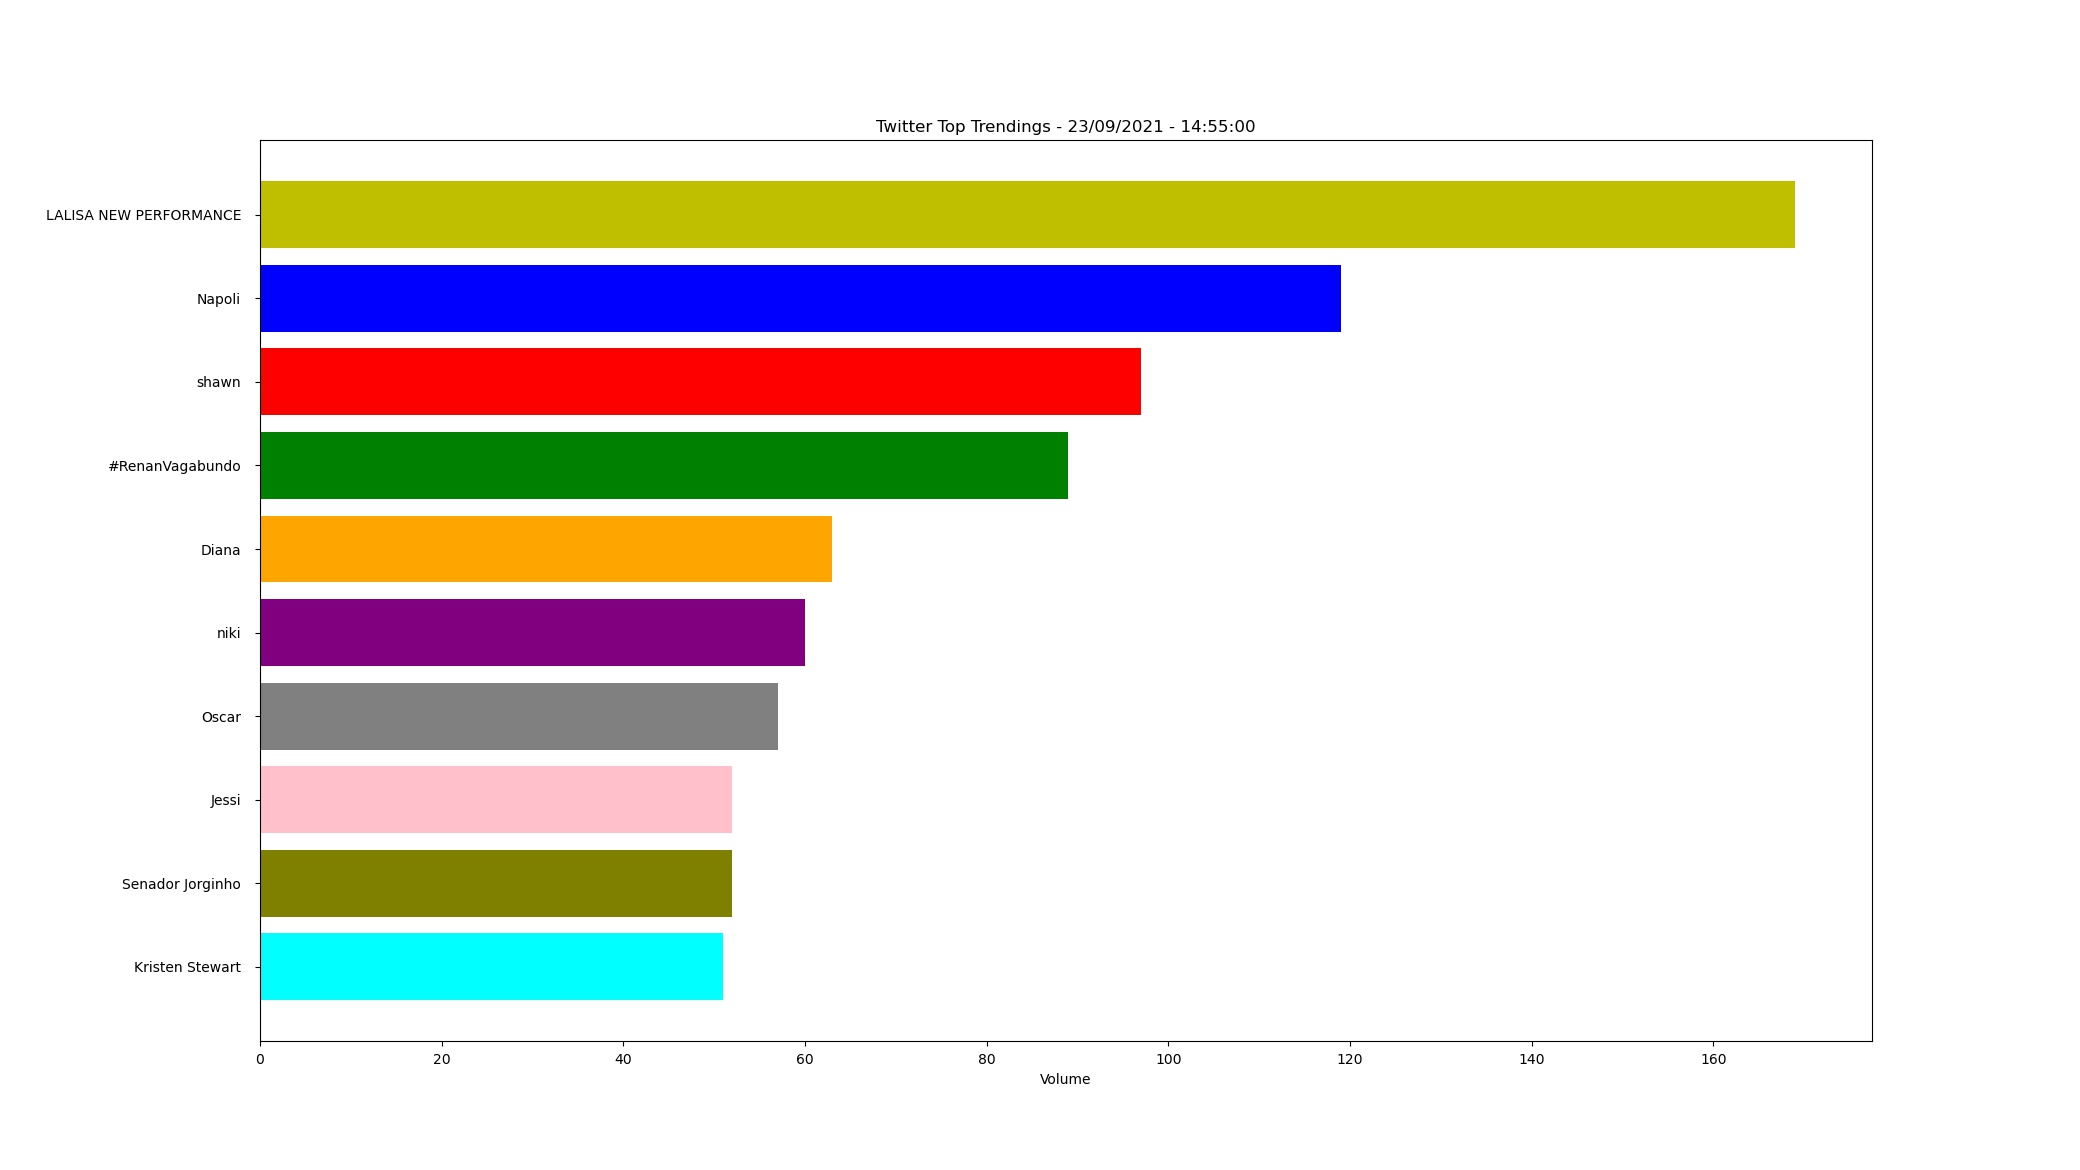 Twitter Top Trendings - 23/09/2021 - 14:55:00
LALISA NEW PERFORMANCE
Napoli
shawn
#RenanVagabundo
Diana
niki
Oscar
Jessi
Senador Jorginho
Kristen Stewart
0 20 40 60 80 100 120 140 160
Volume